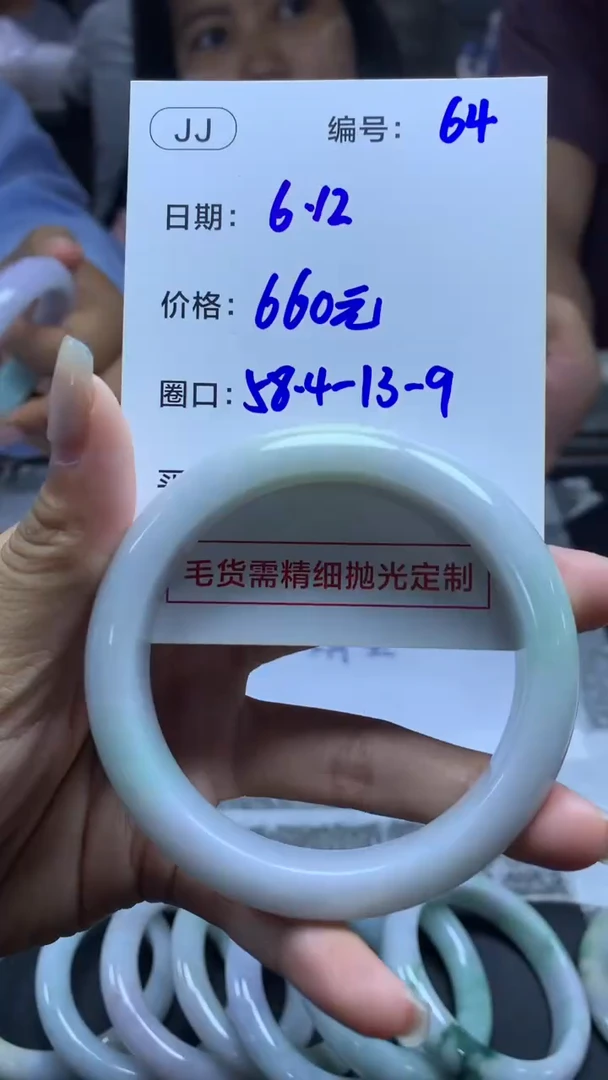 JJ 编号: 64
日期: 6.12
价格: 660元
圈口: 58.4-13-9
毛货需精细抛光定制